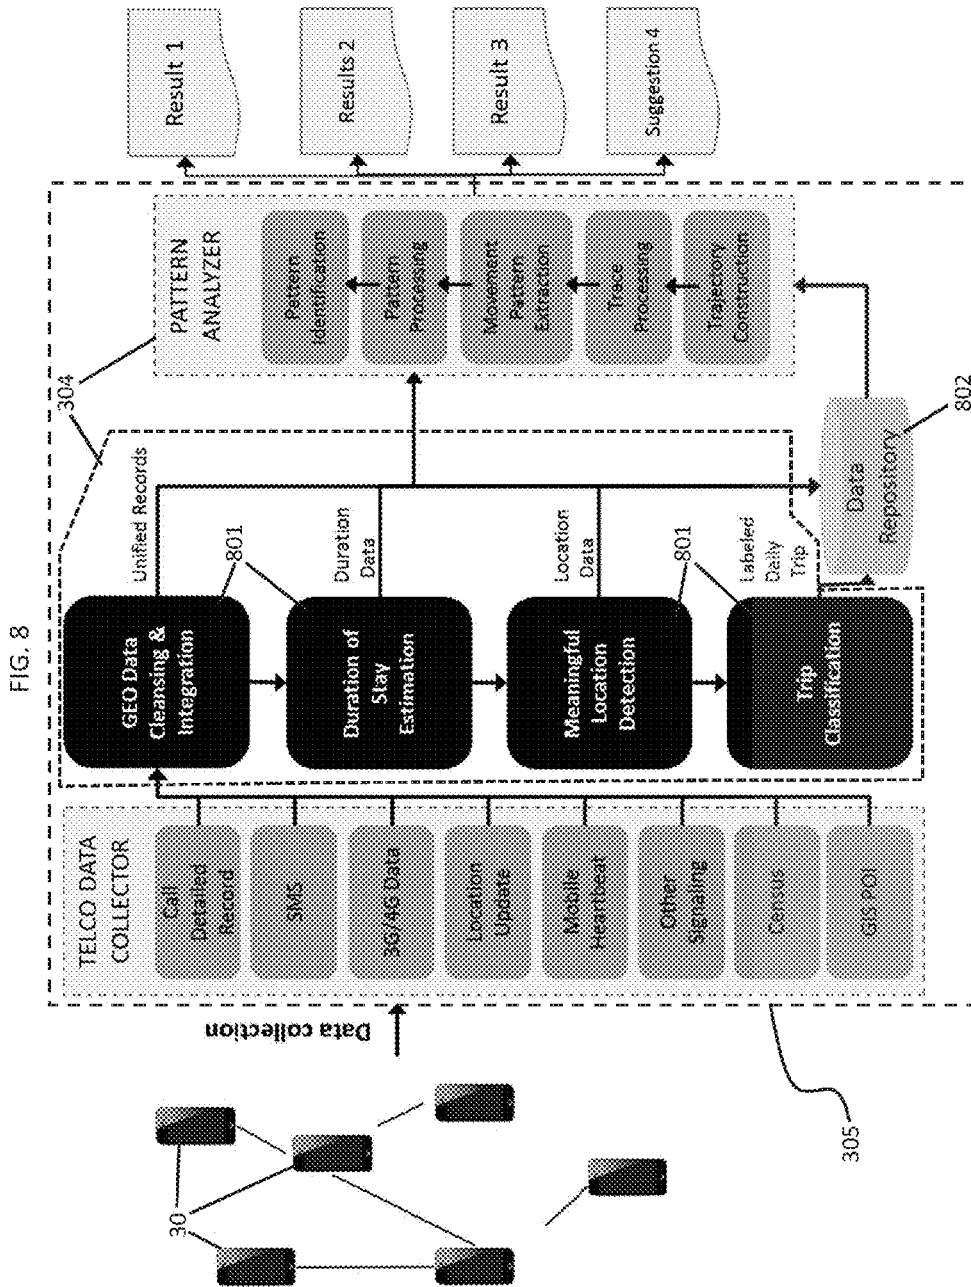 FIG. 8
30
Data collection
305
TELCO DATA
COLLECTOR
Call
Detailed
Record
SMS
3G/4G Data
Location
Update
Mobile
Heartbeat
Other
Signaling
Census
GIS POI
GEO Data
Cleansing &
Integration
Duration of
Stay
Estimation
Meaningful
Location
Detection
Trip
Classification
801
801
Unified Records
Duration
Data
Location
Data
Labeled
Daily
Trip
304
Data
Repository
802
PATTERN
ANALYZER
Pattern
Identification
Pattern
Processing
Movement
Pattern
Extraction
Trace
Processing
Trajectory
Construction
Result 1
Results 2
Result 3
Suggestion 4